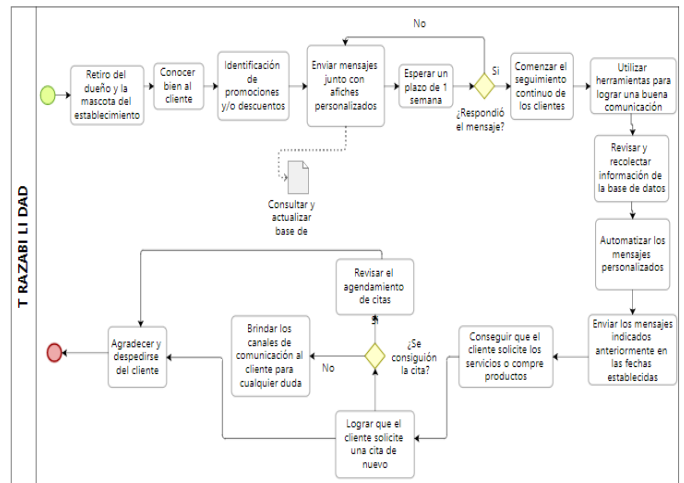 T RAZABILI DAD
Retiro del
dueño y la
mascota del
establecimiento
Conocer
bien al
cliente
Identificación
de
promociones
y/o descuentos
Enviar mensajes
junto con
afiches
personalizados
Esperar un
plazo de 1
semana
No
Si
¿Respondió
el mensaje?
Comenzar el
seguimiento
continuo de los
clientes
Utilizar
herramientas para
lograr una buena
comunicación
Consultar y
actualizar
base de
Revisar y
recolectar
información de
la base de datos
Automatizar los
mensajes
personalizados
Enviar los mensajes
indicados
anteriormente en
las fechas
establecidas
Conseguir que el
cliente solicite los
servicios o compre
productos
Lograr que el
cliente solicite
una cita de
nuevo
¿Se
consiguión
la cita?
Si
Revisar el
agendamiento
de citas
No
Brindar los
canales de
comunicación al
cliente para
cualquier duda
Agradecer y
despedirse
del cliente